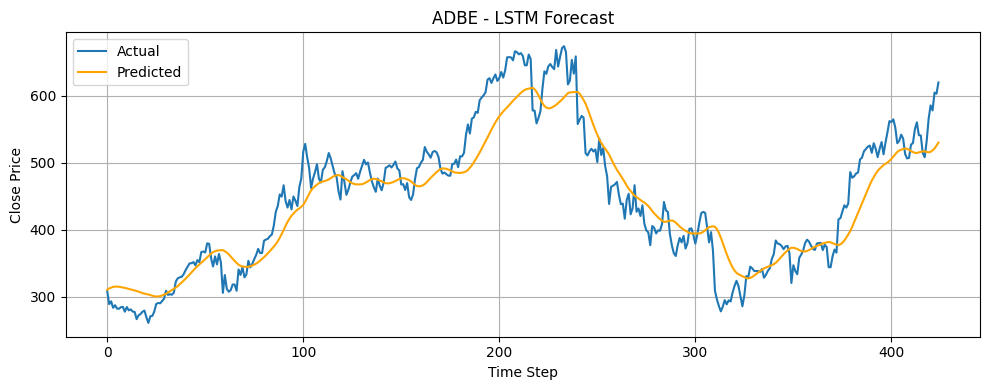 ADBE - LSTM Forecast
Actual
Predicted
Close Price
600
500
400
300
0 100 200 300 400
Time Step